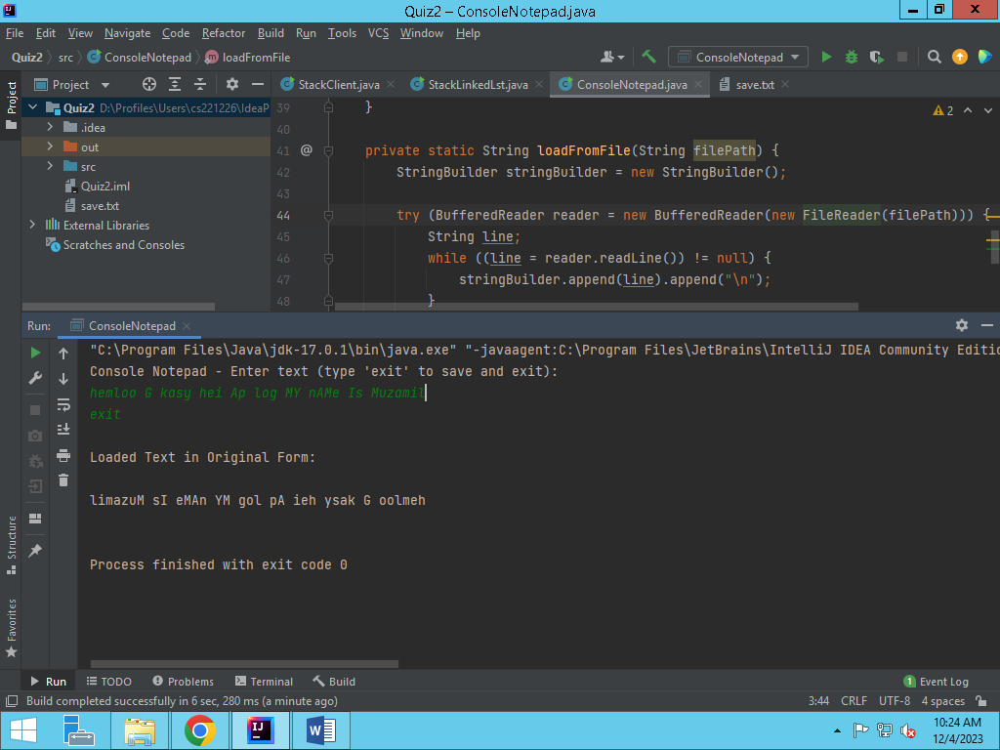 Quiz2 – ConsoleNotepad.java
File Edit View Navigate Code Refactor Build Run Tools VCS Window Help
Quiz2 src ConsoleNotepad loadFromFile ConsoleNotepad
Project StackClient.java StackLinkedLst.java ConsoleNotepad.java save.txt
Project
Quiz2 D:\Profiles\Users\cs221226\IdeaP
.idea
out
src
Quiz2.iml
save.txt
External Libraries
Scratches and Consoles
39 }
40
41 @ private static String loadFromFile(String filePath) {
42 StringBuilder stringBuilder = new StringBuilder();
43
44 try (BufferedReader reader = new BufferedReader(new FileReader(filePath))) {
45 String line;
46 while ((line = reader.readLine()) != null) {
47 stringBuilder.append(line).append("\n");
48 }
2
Run: ConsoleNotepad
"C:\Program Files\Java\jdk-17.0.1\bin\java.exe" "-javaagent:C:\Program Files\JetBrains\IntelliJ IDEA Community Editio
Console Notepad - Enter text (type 'exit' to save and exit):
hemloo G kasy hei Ap log MY nAMe Is Muzamil
exit
Loaded Text in Original Form:
limazuM sI eMAn YM gol pA ieh ysak G oolmeh
Process finished with exit code 0
Structure
Favorites
Run TODO Problems Terminal Build 1 Event Log
Build completed successfully in 6 sec, 280 ms (a minute ago) 3:44 CRLF UTF-8 4 spaces
10:24 AM
12/4/2023